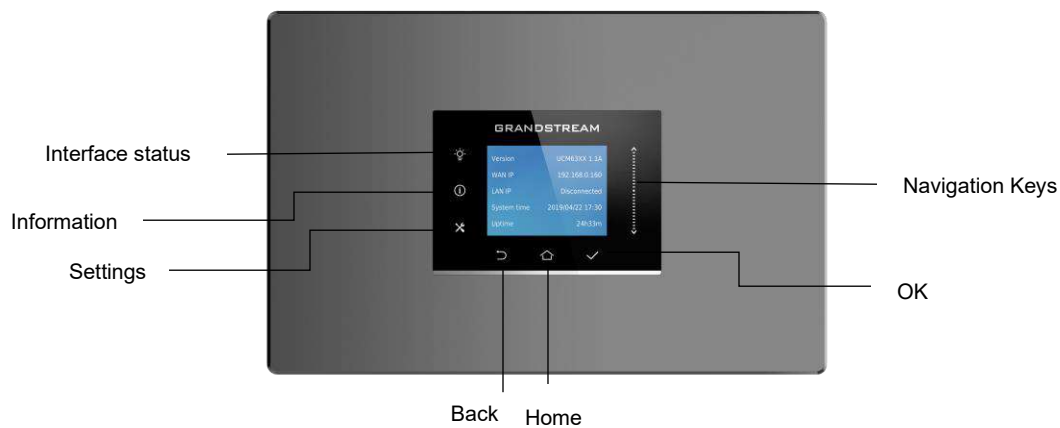 GRANDSTREAM
Version UCM63XX 1.1A
WAN IP 192.168.0.160
LAN IP Disconnected
System time 2019/04/22 17:30
Uptime 24h33m
Interface status
Information
Settings
Navigation Keys
OK
Back
Home